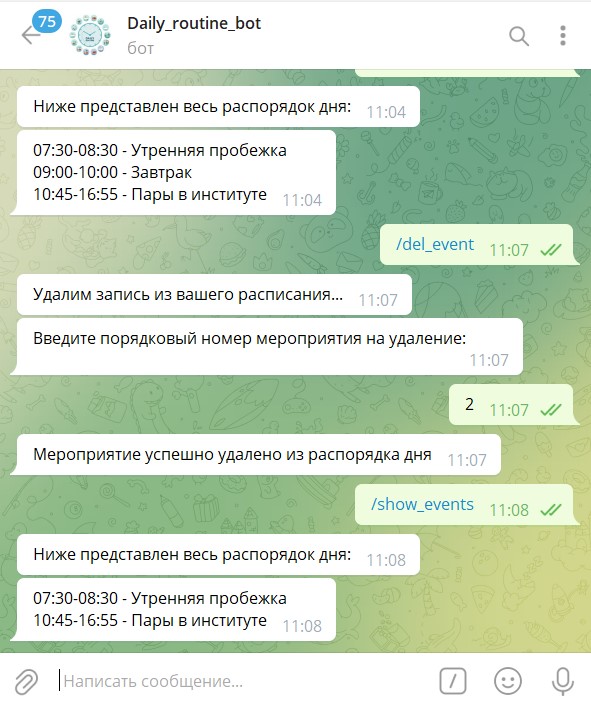 75
Daily_routine_bot
бот
Ниже представлен весь распорядок дня: 11:04
07:30-08:30 - Утренняя пробежка
09:00-10:00 - Завтрак
10:45-16:55 - Пары в институте 11:04
/del_event 11:07
Удалим запись из вашего расписания... 11:07
Введите порядковый номер мероприятия на удаление:
11:07
2 11:07
Мероприятие успешно удалено из распорядка дня 11:07
/show_events 11:08
Ниже представлен весь распорядок дня: 11:08
07:30-08:30 - Утренняя пробежка
10:45-16:55 - Пары в институте 11:08
Написать сообщение...